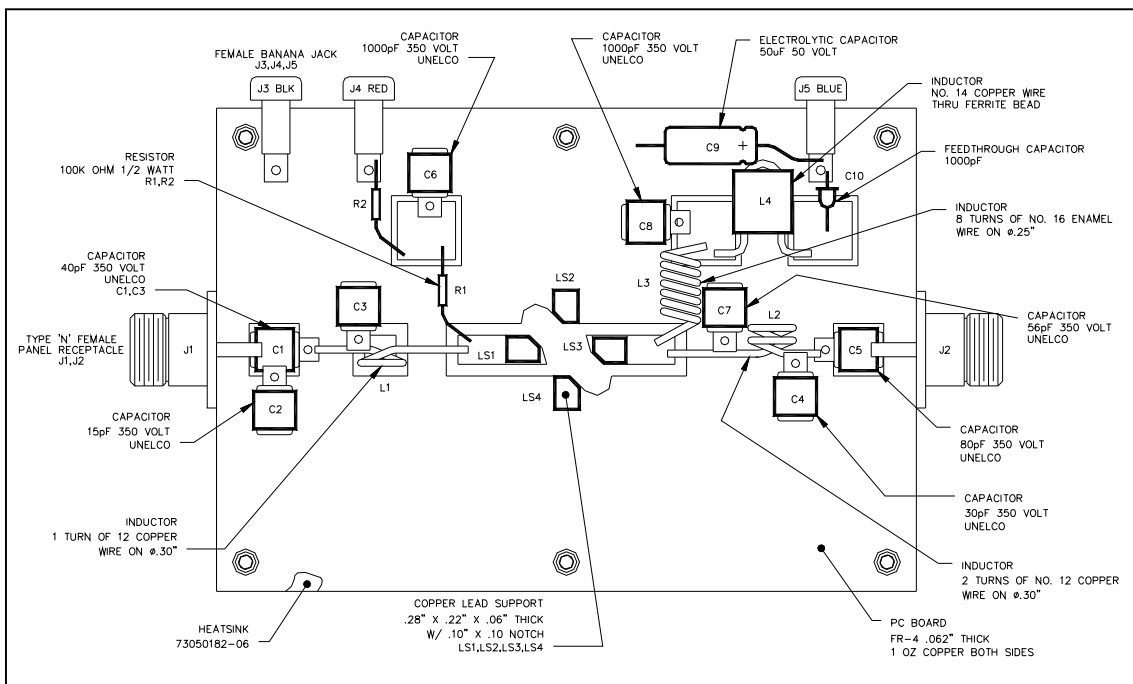 CAPACITOR
1000pF 350 VOLT
UNELCO
CAPACITOR
1000pF 350 VOLT
UNELCO
ELECTROLYTIC CAPACITOR
50uF 50 VOLT
FEMALE BANANA JACK
J3,J4,J5
INDUCTOR
NO. 14 COPPER WIRE
THRU FERRITE BEAD
J3 BLK
J4 RED
J5 BLUE
RESISTOR
100K OHM 1/2 WATT
R1,R2
FEEDTHROUGH CAPACITOR
1000pF
C9
+
C6
C10
R2
L4
C8
INDUCTOR
8 TURNS OF NO. 16 ENAMEL
WIRE ON ø.25"
CAPACITOR
40pF 350 VOLT
UNELCO
C1,C3
L3
LS2
R1
C3
C7
L2
CAPACITOR
56pF 350 VOLT
UNELCO
TYPE 'N' FEMALE
PANEL RECEPTACLE
J1,J2
J1
C1
LS1
LS3
C5
J2
L1
LS4
C2
C4
CAPACITOR
15pF 350 VOLT
UNELCO
CAPACITOR
80pF 350 VOLT
UNELCO
CAPACITOR
30pF 350 VOLT
UNELCO
INDUCTOR
1 TURN OF 12 COPPER
WIRE ON ø.30"
INDUCTOR
2 TURNS OF NO. 12 COPPER
WIRE ON ø.30"
HEATSINK
73050182-06
COPPER LEAD SUPPORT
.28" X .22" X .06" THICK
W/ .10" X .10 NOTCH
LS1,LS2,LS3,LS4
PC BOARD
FR-4 .062" THICK
1 OZ COPPER BOTH SIDES